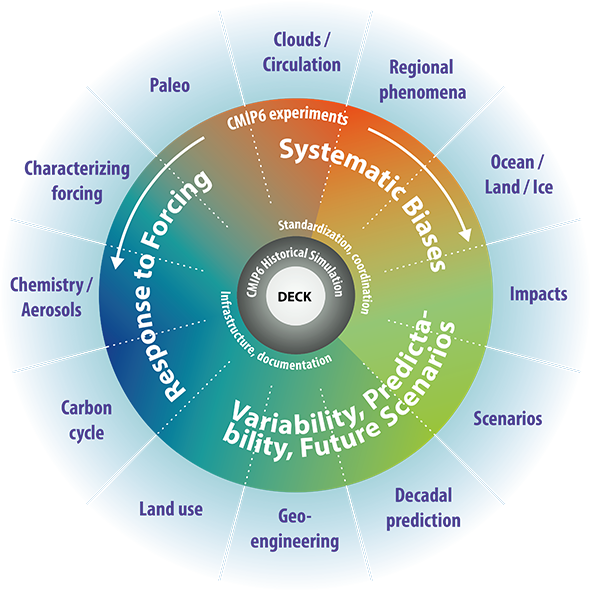 Clouds /
Circulation
Regional
phenomena
Ocean /
Land / Ice
Impacts
Scenarios
Decadal
prediction
Geo-
engineering
Land use
Carbon
cycle
Chemistry /
Aerosols
Characterizing
forcing
Paleo
CMIP6 experiments
Systematic Biases
Response to Forcing
Variability, Predicta-
bility, Future Scenarios
Standardization, coordination
Infrastructure, documentation
CMIP6 Historical Simulation
DECK